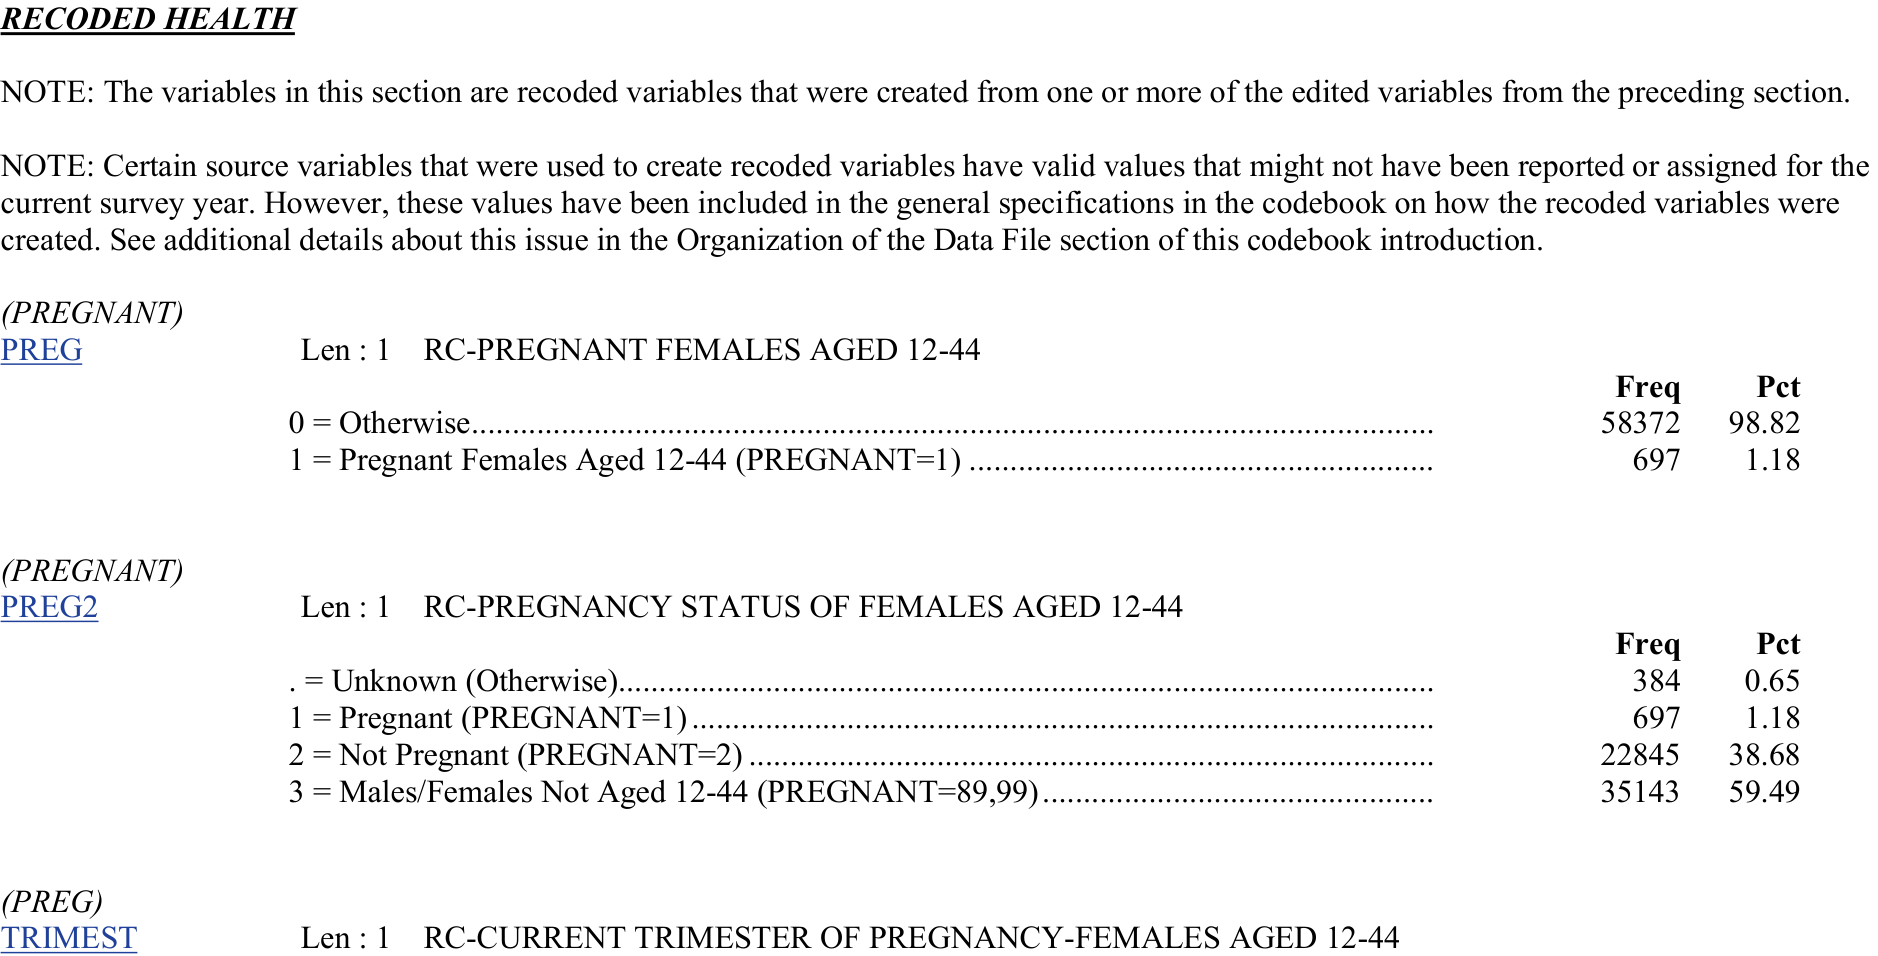 RECODED HEALTH
NOTE: The variables in this section are recoded variables that were created from one or more of the edited variables from the preceding section.
NOTE: Certain source variables that were used to create recoded variables have valid values that might not have been reported or assigned for the
current survey year. However, these values have been included in the general specifications in the codebook on how the recoded variables were
created. See additional details about this issue in the Organization of the Data File section of this codebook introduction.
(PREGNANT)
PREG Len : 1 RC-PREGNANT FEMALES AGED 12-44
Freq Pct
0 = Otherwise.......... 58372 98.82
1 = Pregnant Females Aged 12-44 (PREGNANT=1) .......... 697 1.18
(PREGNANT)
PREG2 Len : 1 RC-PREGNANCY STATUS OF FEMALES AGED 12-44
Freq Pct
. = Unknown (Otherwise).......... 384 0.65
1 = Pregnant (PREGNANT=1) .......... 697 1.18
2 = Not Pregnant (PREGNANT=2) .......... 22845 38.68
3 = Males/Females Not Aged 12-44 (PREGNANT=89,99).......... 35143 59.49
(PREG)
TRIMEST Len : 1 RC-CURRENT TRIMESTER OF PREGNANCY-FEMALES AGED 12-44